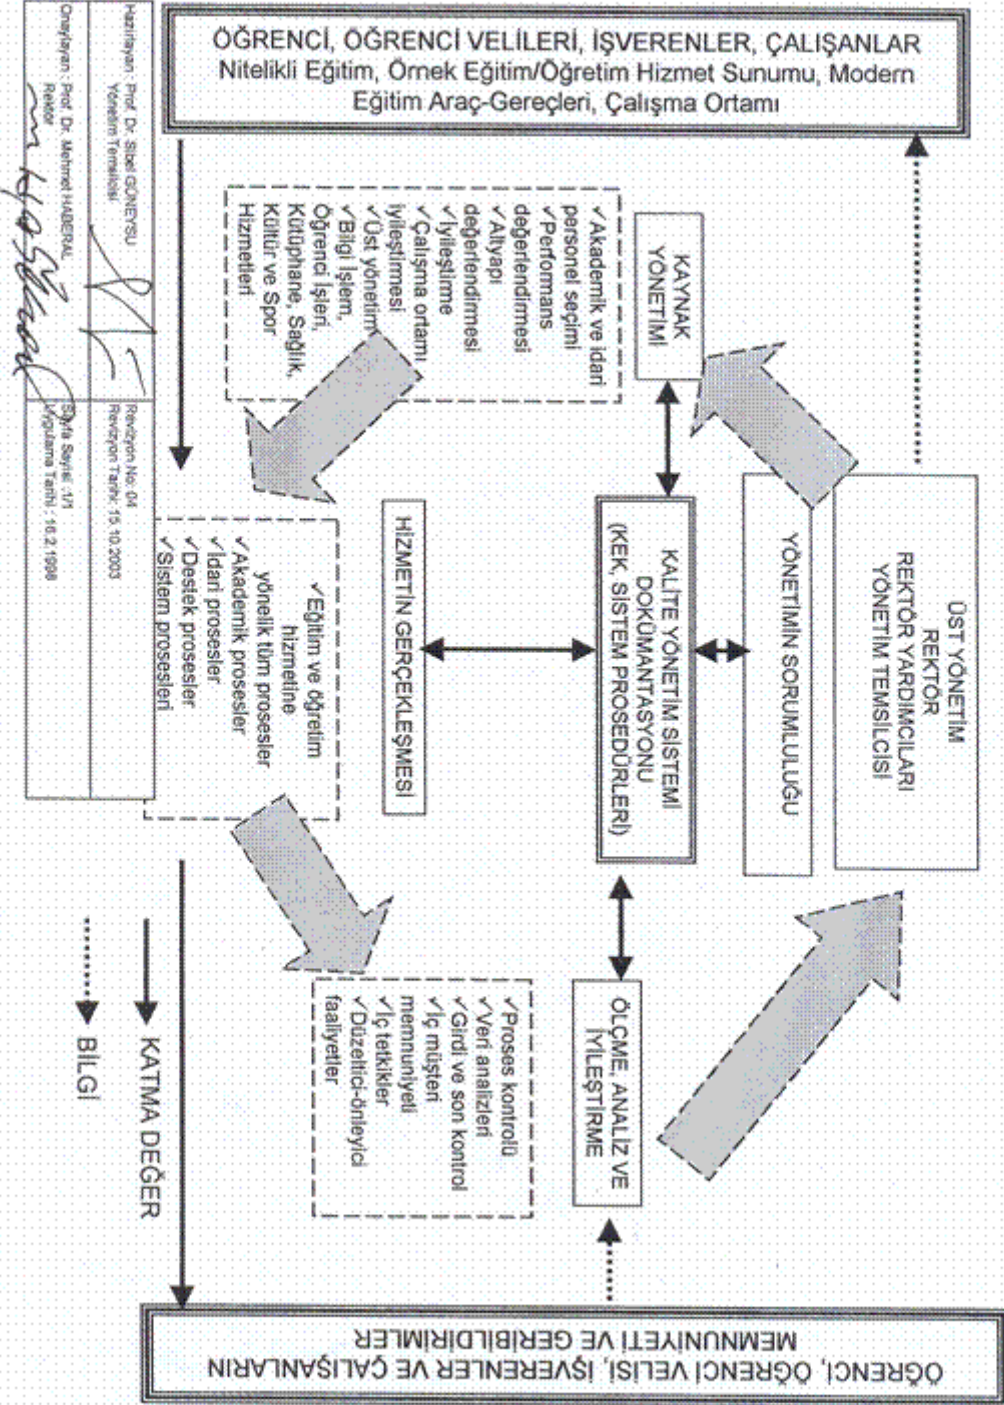 ÖĞRENCİ, ÖĞRENCİ VELİLERİ, İŞVERENLER, ÇALIŞANLAR
Nitelikli Eğitim, Örnek Eğitim/Öğretim Hizmet Sunumu, Modern
Eğitim Araç-Gereçleri, Çalışma Ortamı
ÜST YÖNETİM
REKTÖR
REKTÖR YARDIMCILARI
YÖNETİM TEMSİLCİSİ
YÖNETİMİN SORUMLULUĞU
KAYNAK
YÖNETİMİ
✓Akademik ve idari
personel seçimi
✓Performans
değerlendirmesi
✓Altyapı
değerlendirmesi
✓İyileştirme
✓Çalışma ortamı
iyileştirmesi
✓Üst yönetim
✓Bilgi İşlem,
Öğrenci İşleri,
Kütüphane, Sağlık,
Kültür ve Spor
Hizmetleri
KALİTE YÖNETİM SİSTEMİ
DOKÜMANTASYONU
(KEK, SİSTEM PROSEDÜRLERİ)
ÖLÇME, ANALİZ VE
İYİLEŞTİRME
✓Proses kontrolü
✓Veri analizleri
✓Girdi ve son kontrol
✓İç müşteri
memnuniyeti
✓İç tetkikler
✓Düzeltici-önleyici
faaliyetler
HİZMETİN GERÇEKLEŞMESİ
✓Eğitim ve öğretim
hizmetine
yönelik tüm prosesler
✓Akademik prosesler
✓İdari prosesler
✓Destek prosesler
✓Sistem prosesleri
ÖĞRENCİ, ÖĞRENCİ VELİSİ, İŞVERENLER VE ÇALIŞANLARIN
MEMNUNİYETİ VE GERİBİLDİRİMLER
KATMA DEĞER
BİLGİ
Hazırlayan : Prof. Dr. Sibel GÜNEYSU
Yönetim Temsilcisi
Revizyon No: 04
Revizyon Tarihi: 15.10.2003
Onaylayan : Prof. Dr. Mehmet HABERAL
Rektör
Sayfa Sayısı :1/1
Uygulama Tarihi : 16.2.1998